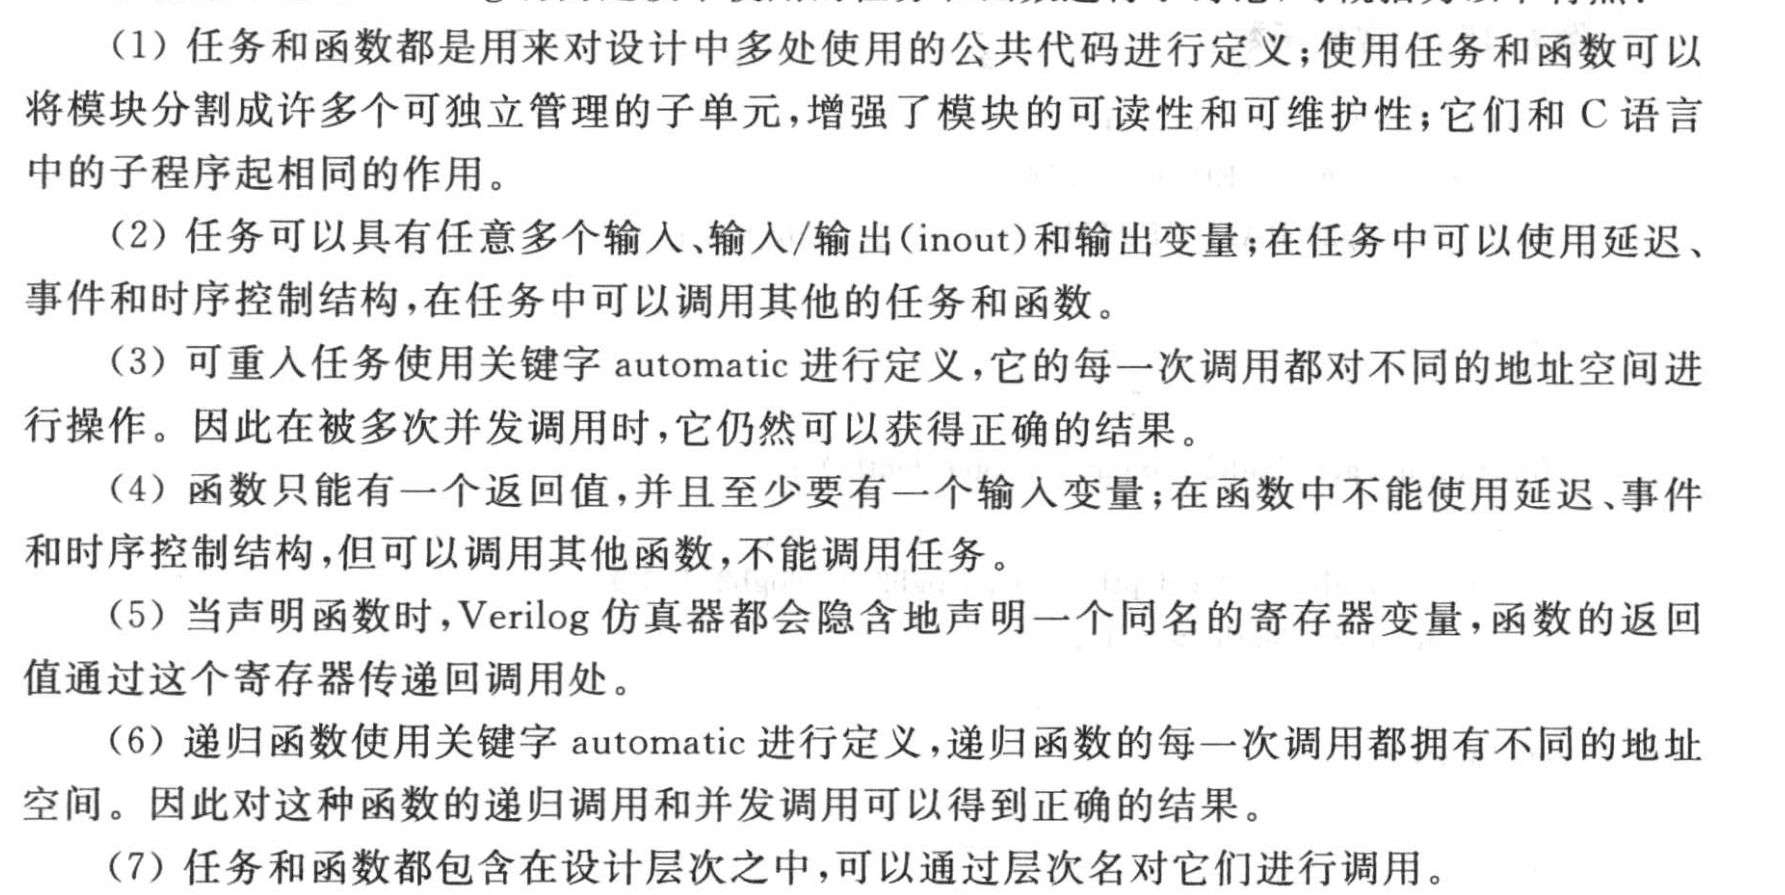 （1）任务和函数都是用来对设计中多处使用的公共代码进行定义；使用任务和函数可以
将模块分割成许多个可独立管理的子单元，增强了模块的可读性和可维护性；它们和 C 语言
中的子程序起相同的作用。
（2）任务可以具有任意多个输入、输入/输出(inout)和输出变量；在任务中可以使用延迟、
事件和时序控制结构，在任务中可以调用其他的任务和函数。
（3）可重入任务使用关键字 automatic 进行定义，它的每一次调用都对不同的地址空间进
行操作。因此在被多次并发调用时，它仍然可以获得正确的结果。
（4）函数只能有一个返回值，并且至少要有一个输入变量；在函数中不能使用延迟、事件
和时序控制结构，但可以调用其他函数，不能调用任务。
（5）当声明函数时，Verilog 仿真器都会隐含地声明一个同名的寄存器变量，函数的返回
值通过这个寄存器传递回调用处。
（6）递归函数使用关键字 automatic 进行定义，递归函数的每一次调用都拥有不同的地址
空间。因此对这种函数的递归调用和并发调用可以得到正确的结果。
（7）任务和函数都包含在设计层次之中，可以通过层次名对它们进行调用。